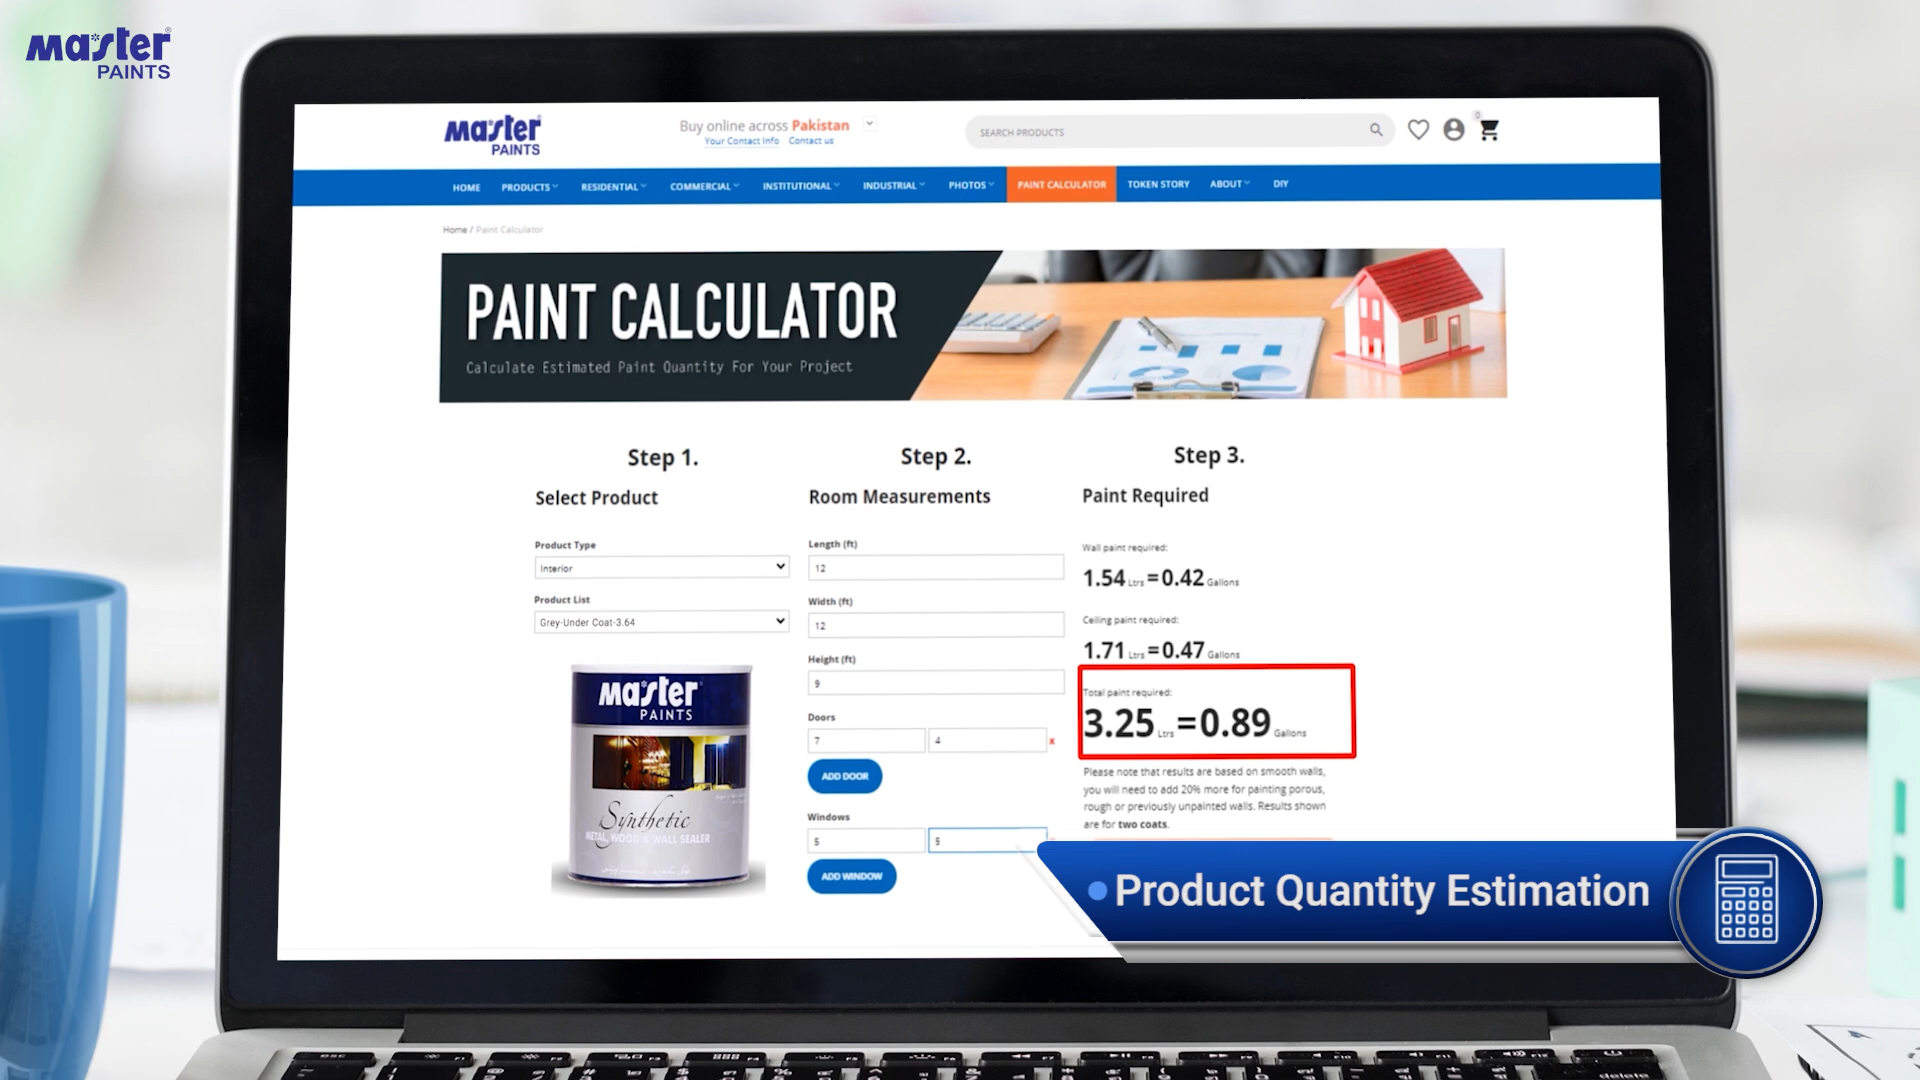 Master
PAINTS
Master
PAINTS
Buy online across Pakistan
Your Contact Info Contact us
SEARCH PRODUCTS
0
HOME PRODUCTS RESIDENTIAL COMMERCIAL INSTITUTIONAL INDUSTRIAL PHOTOS PAINT CALCULATOR TOKEN STORY ABOUT DIY
Home / Paint Calculator
PAINT CALCULATOR
Calculate Estimated Paint Quantity For Your Project
Step 1.
Select Product
Product Type
Interior
Product List
Grey-Under Coat-3.64
Master
PAINTS
Synthetic
METAL, WOOD & WALL SEALER
Step 2.
Room Measurements
Length (ft)
12
Width (ft)
12
Height (ft)
9
Doors
7 4 x
ADD DOOR
Windows
5 5
ADD WINDOW
Step 3.
Paint Required
Wall paint required:
1.54 Ltrs = 0.42 Gallons
Ceiling paint required:
1.71 Ltrs = 0.47 Gallons
Total paint required:
3.25 Ltrs = 0.89 Gallons
Please note that results are based on smooth walls,
you will need to add 20% more for painting porous,
rough or previously unpainted walls. Results shown
are for two coats.
Product Quantity Estimation
delete